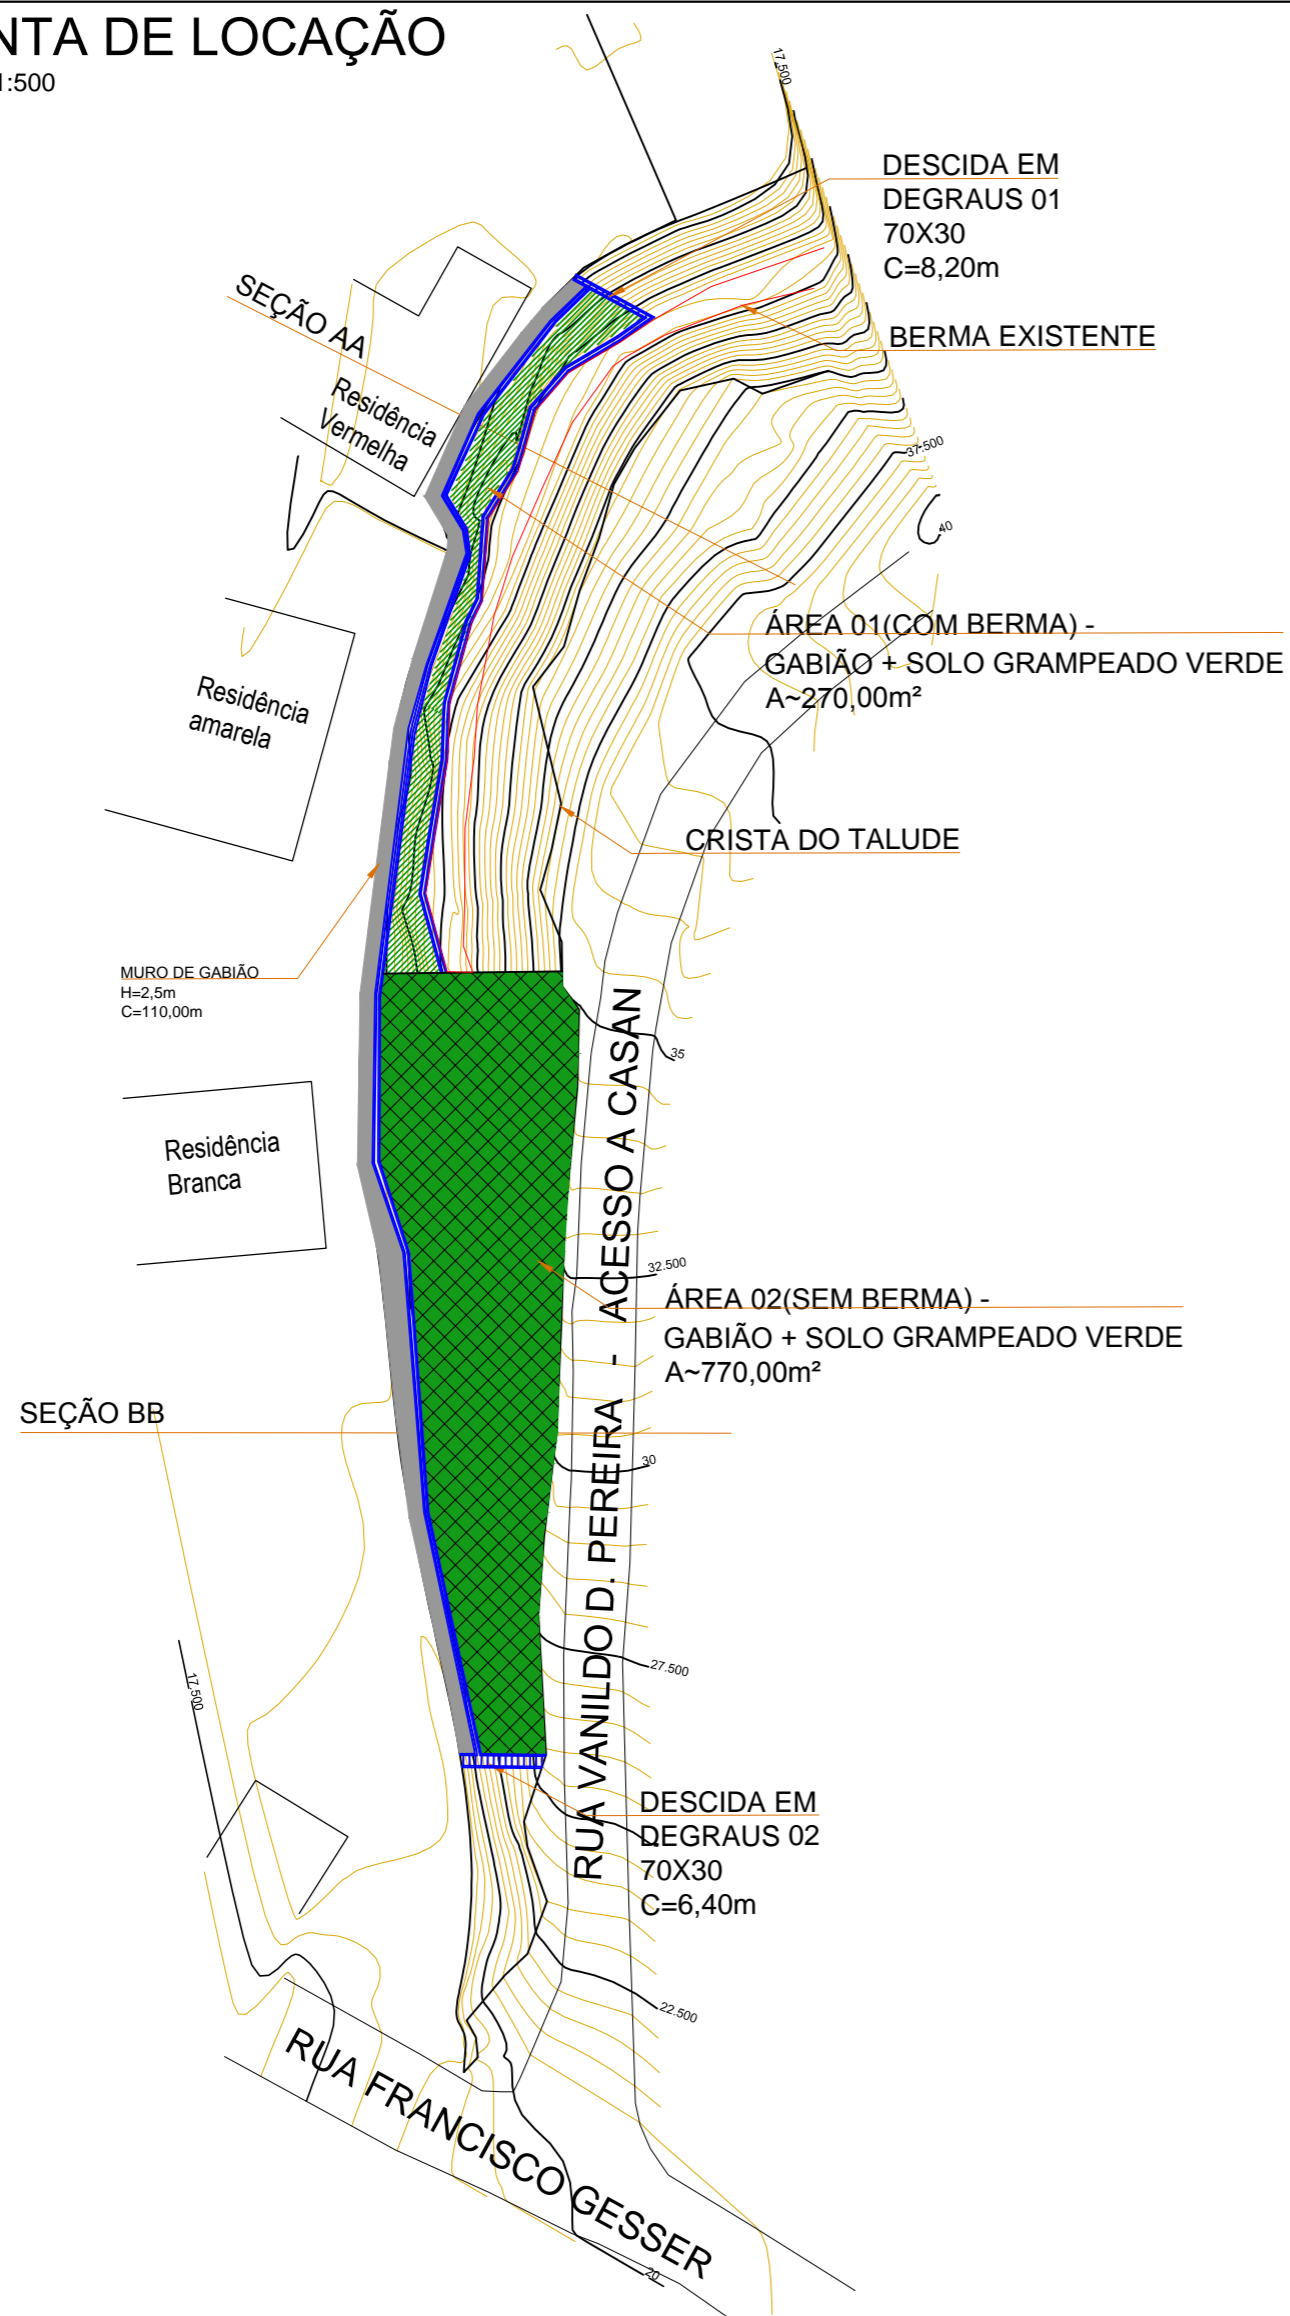 NTA DE LOCAÇÃO
1:500
17.500
DESCIDA EM
DEGRAUS 01
70X30
C=8,20m
SEÇÃO AA
BERMA EXISTENTE
Residência
Vermelha
37.500
40
ÁREA 01(COM BERMA) -
GABIÃO + SOLO GRAMPEADO VERDE
A~270,00m²
Residência
amarela
CRISTA DO TALUDE
MURO DE GABIÃO
H=2,5m
C=110,00m
35
Residência
Branca
RUA VANILDO D. PEREIRA - ACESSO A CASAN
32.500
ÁREA 02(SEM BERMA) -
GABIÃO + SOLO GRAMPEADO VERDE
A~770,00m²
SEÇÃO BB
30
27.500
17.500
DESCIDA EM
DEGRAUS 02
70X30
C=6,40m
22.500
RUA FRANCISCO GESSER
20